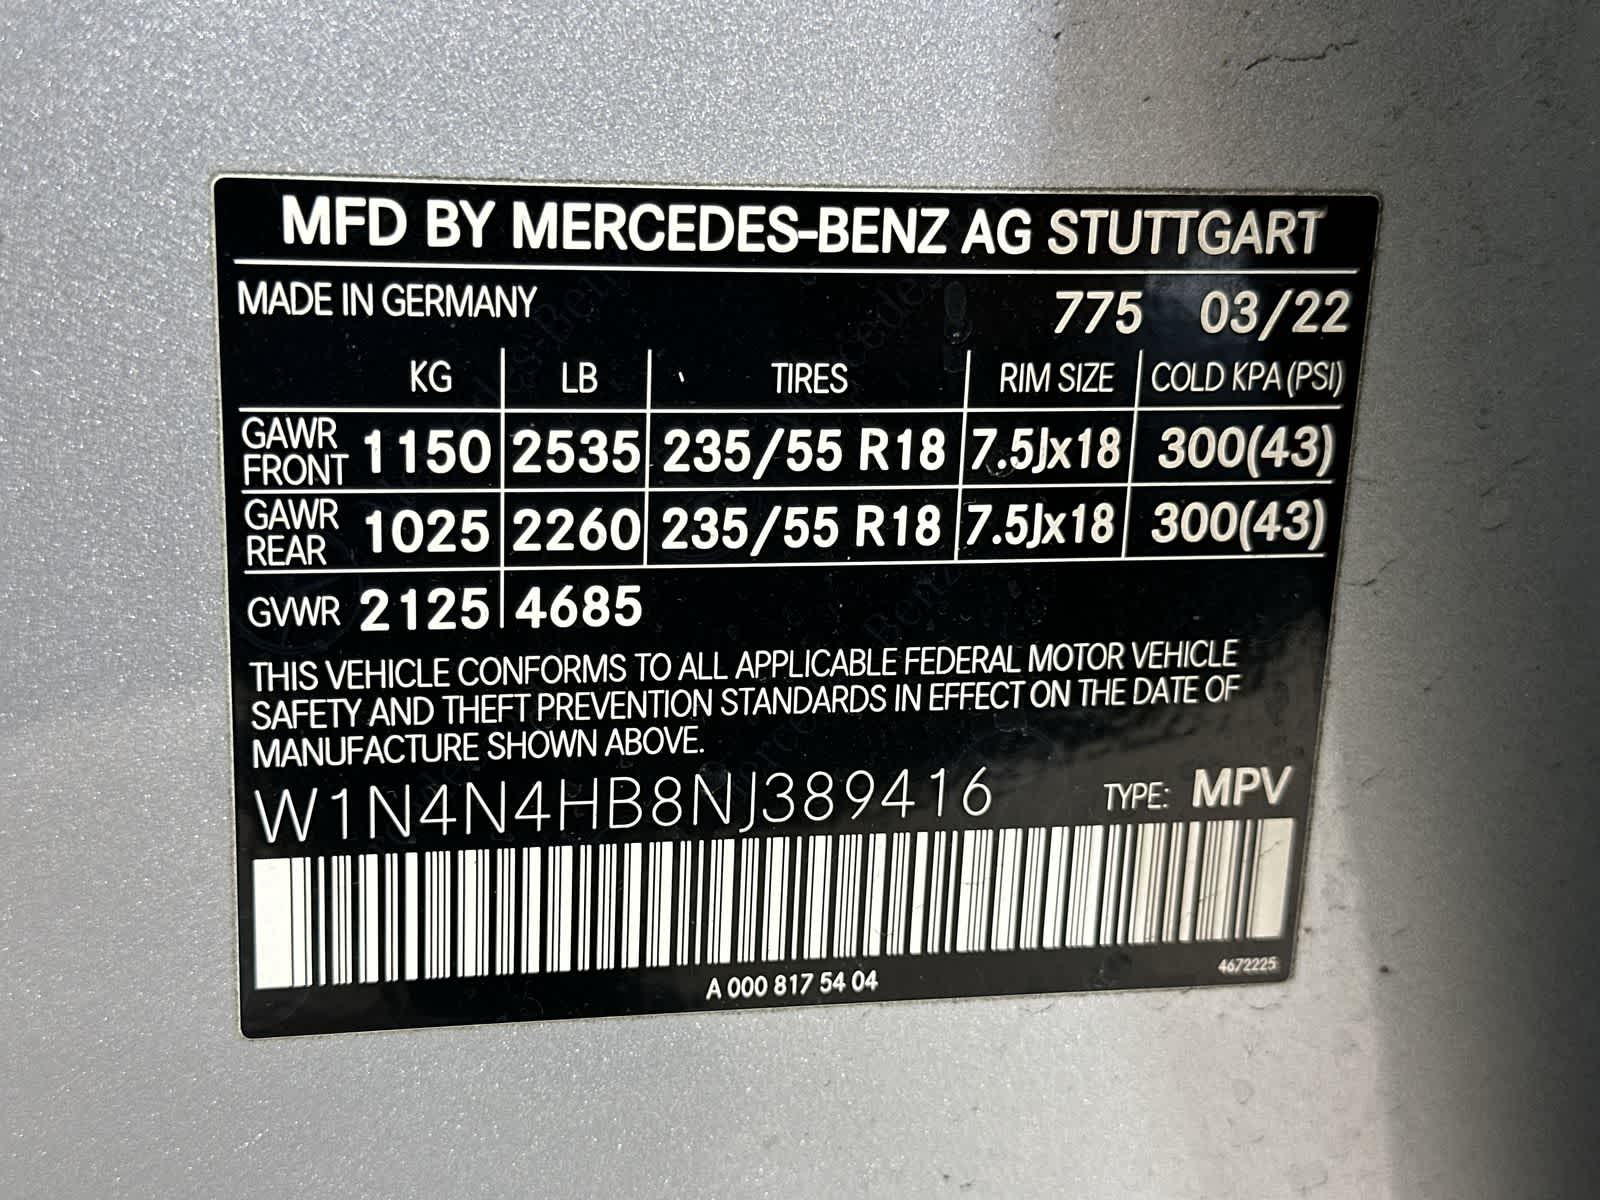 MFD BY MERCEDES-BENZ AG STUTTGART
MADE IN GERMANY 775 03/22
KG LB TIRES RIM SIZE COLD KPA (PSI)
GAWR FRONT 1150 2535 235/55 R18 7.5Jx18 300(43)
GAWR REAR 1025 2260 235/55 R18 7.5Jx18 300(43)
GVWR 2125 4685
THIS VEHICLE CONFORMS TO ALL APPLICABLE FEDERAL MOTOR VEHICLE
SAFETY AND THEFT PREVENTION STANDARDS IN EFFECT ON THE DATE OF
MANUFACTURE SHOWN ABOVE.
W1N4N4HB8NJ389416 TYPE: MPV
A 000 817 54 04 4672225